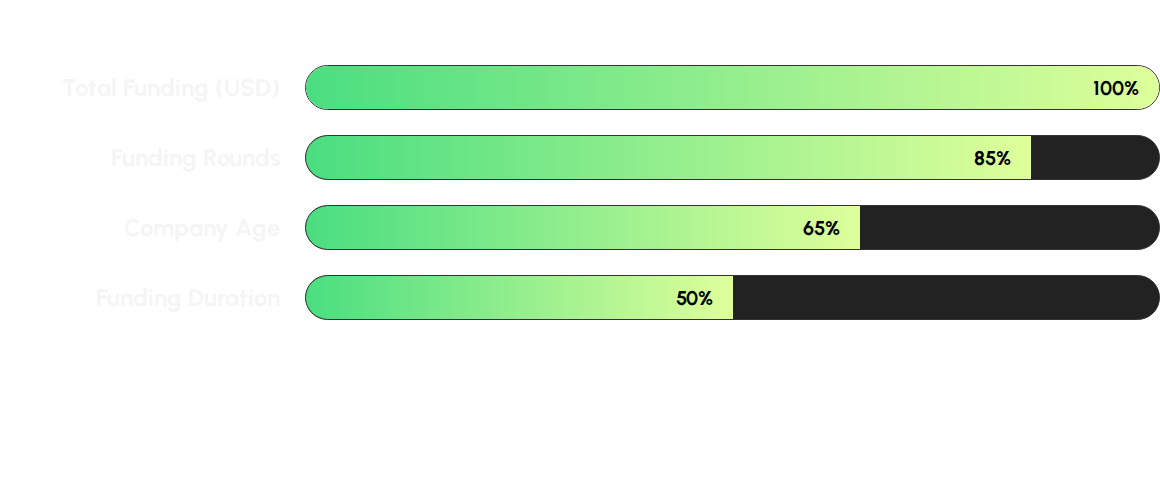 Total Funding (USD) 100%
Funding Rounds 85%
Company Age 65%
Funding Duration 50%